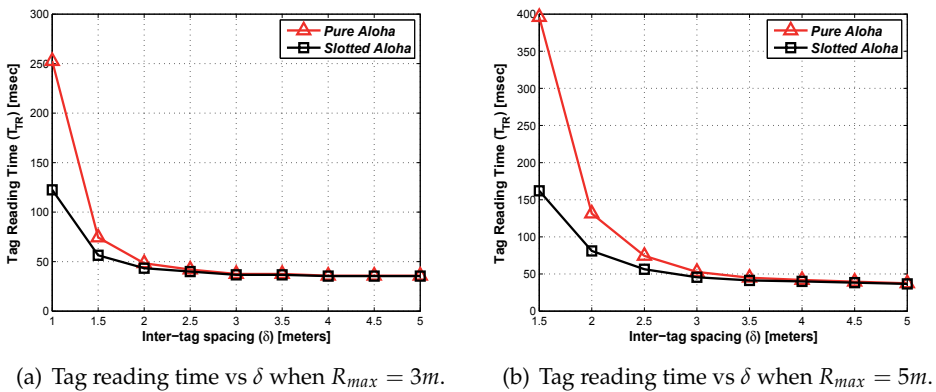 300
250
200
150
100
50
0
Tag Reading Time (T_TR) [msec]
Pure Aloha
Slotted Aloha
1 1.5 2 2.5 3 3.5 4 4.5 5
Inter−tag spacing (δ) [meters]
(a) Tag reading time vs δ when R_max = 3m.
400
350
300
250
200
150
100
50
0
Tag Reading Time (T_TR) [msec]
Pure Aloha
Slotted Aloha
1.5 2 2.5 3 3.5 4 4.5 5
Inter−tag spacing (δ) [meters]
(b) Tag reading time vs δ when R_max = 5m.